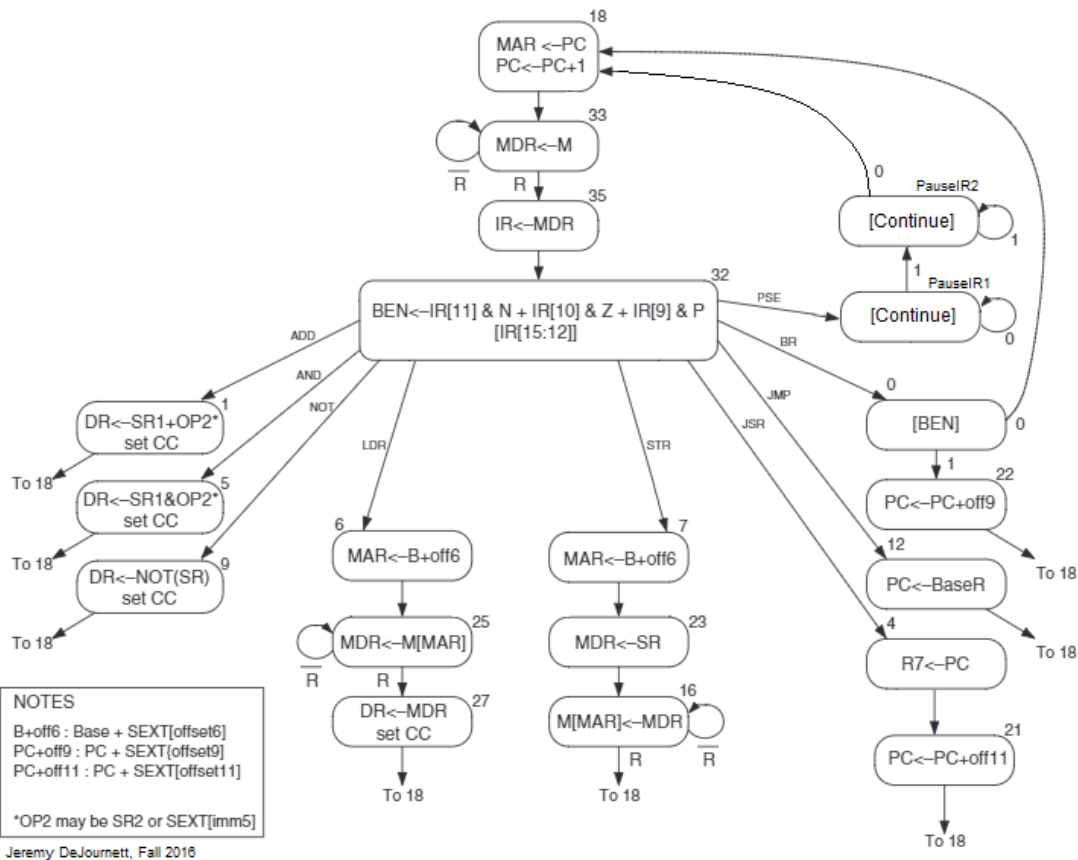 18
MAR <–PC
PC<–PC+1
33
MDR<–M
R
R
35
IR<–MDR
32
BEN<–IR[11] & N + IR[10] & Z + IR[9] & P
[IR[15:12]]
0
PauseIR2
[Continue]
1
1
PauseIR1
[Continue]
0
PSE
BR
JMP
JSR
ADD
AND
NOT
LDR
STR
1
DR<–SR1+OP2*
set CC
To 18
5
DR<–SR1&OP2*
set CC
To 18
9
DR<–NOT(SR)
set CC
To 18
6
MAR<–B+off6
25
MDR<–M[MAR]
R
R
27
DR<–MDR
set CC
To 18
7
MAR<–B+off6
23
MDR<–SR
16
M[MAR]<–MDR
R
R
To 18
0
[BEN]
0
1
22
PC<–PC+off9
To 18
12
PC<–BaseR
To 18
4
R7<–PC
21
PC<–PC+off11
To 18
NOTES
B+off6 : Base + SEXT[offset6]
PC+off9 : PC + SEXT{offset9]
PC+off11 : PC + SEXT[offset11]
*OP2 may be SR2 or SEXT[imm5]
Jeremy DeJournett, Fall 2016